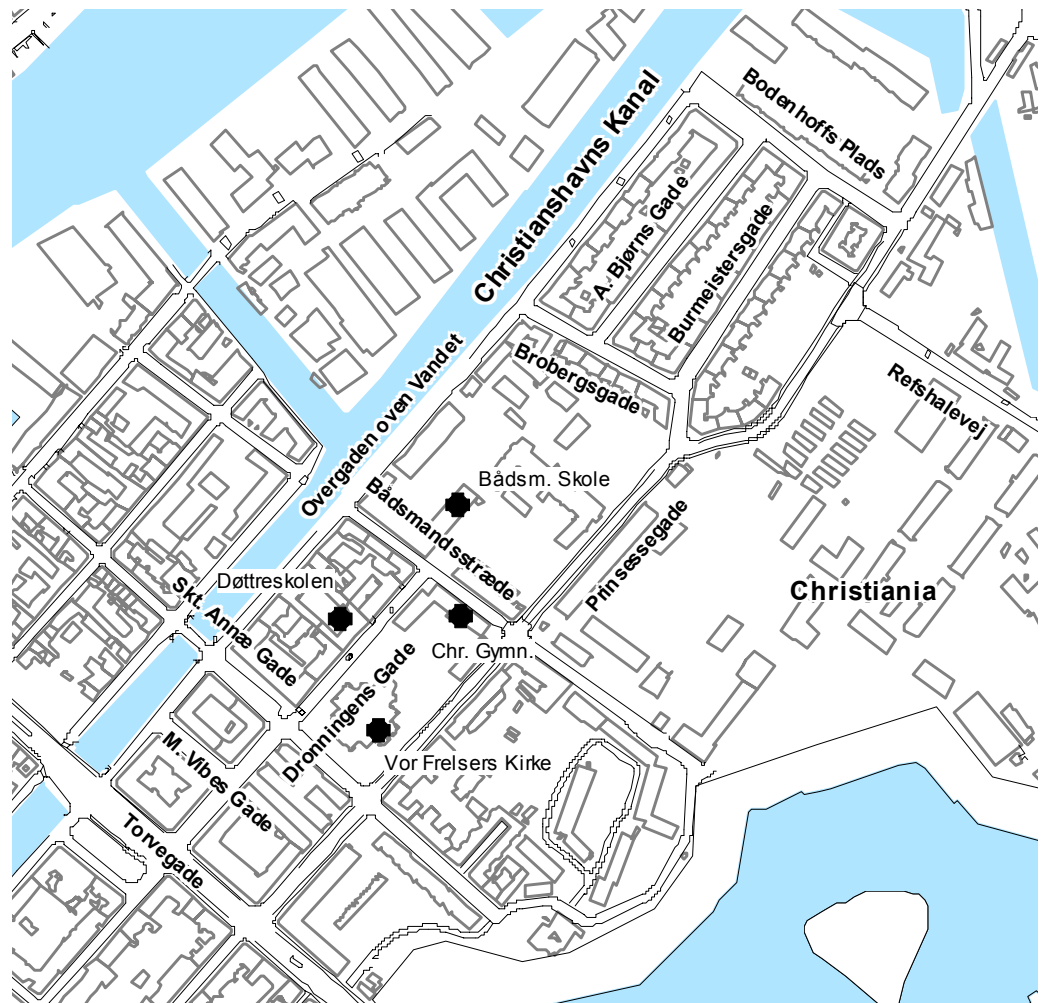 Bodenhoffs Plads
Christianshavns Kanal
A. Bjørns Gade
Burmeistersgade
Overgaden oven Vandet
Brobergsgade
Refshalevej
Bådsm. Skole
Bådsmandsstræde
Prinsessegade
Døttreskolen
Skt. Annæ Gade
Christiania
Chr. Gymn.
Dronningens Gade
Vor Frelsers Kirke
M. Vibes Gade
Torvegade